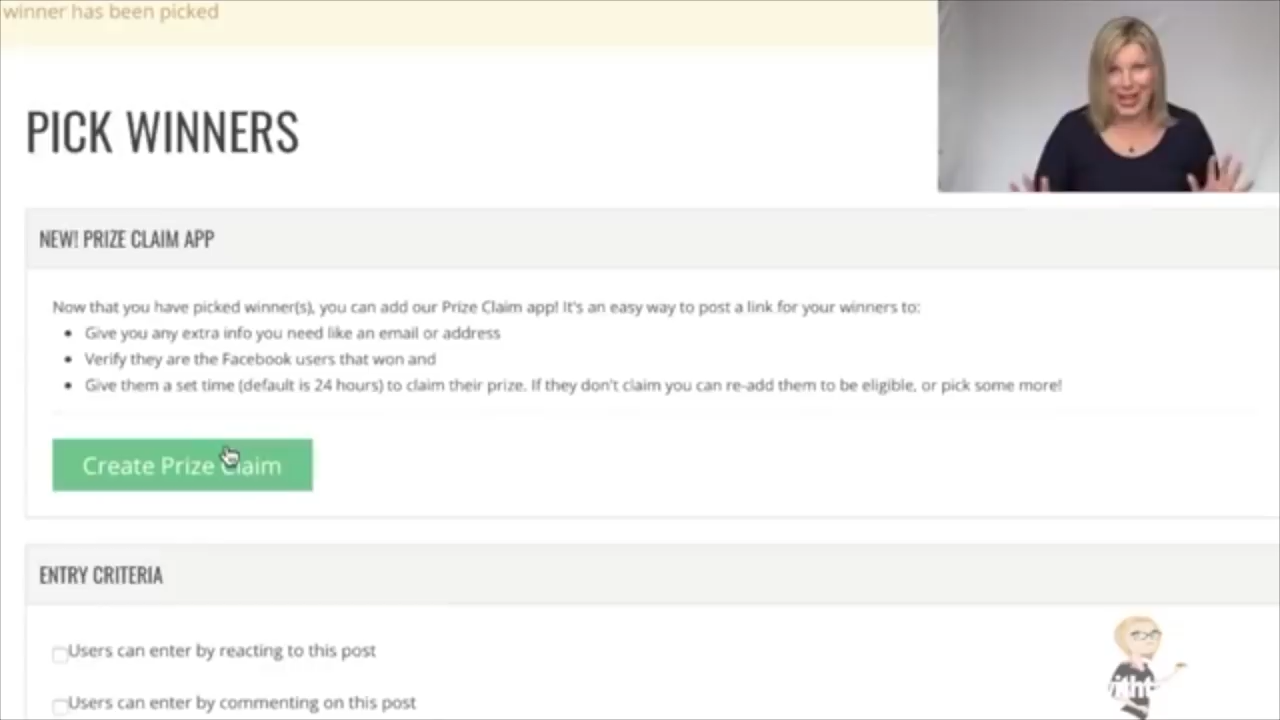 winner has been picked
PICK WINNERS
NEW! PRIZE CLAIM APP
Now that you have picked winner(s), you can add our Prize Claim app! It's an easy way to post a link for your winners to:
Give you any extra info you need like an email or address
Verify they are the Facebook users that won and
Give them a set time (default is 24 hours) to claim their prize. If they don't claim you can re-add them to be eligible, or pick some more!
Create Prize Claim
ENTRY CRITERIA
Users can enter by reacting to this post
Users can enter by commenting on this post